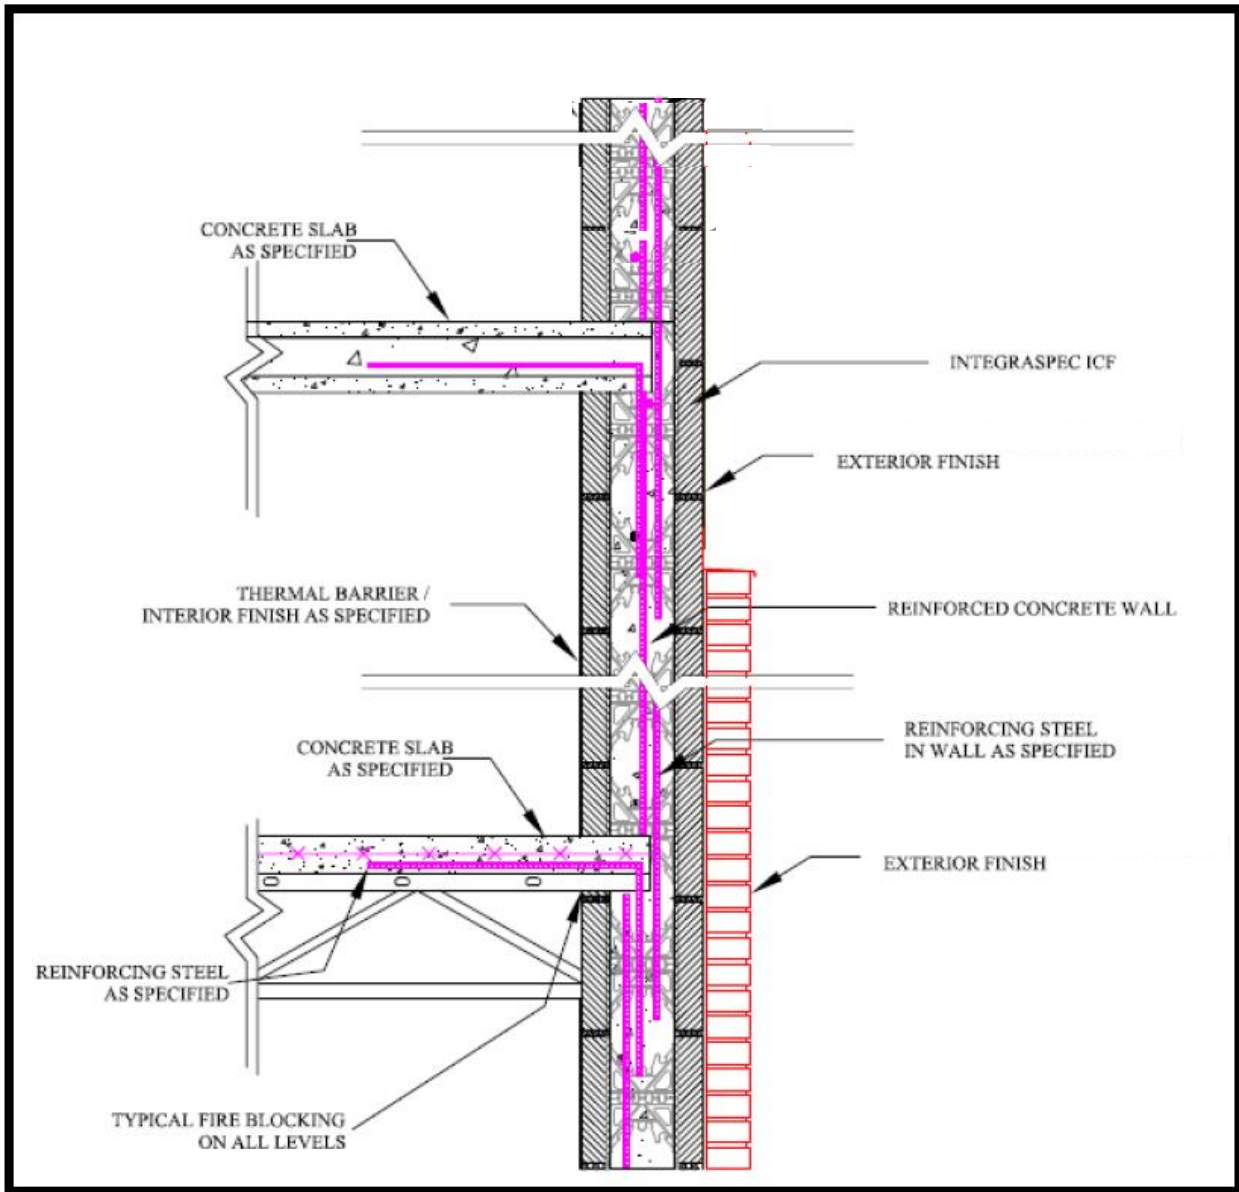 CONCRETE SLAB
AS SPECIFIED
INTEGRASPEC ICF
EXTERIOR FINISH
THERMAL BARRIER /
INTERIOR FINISH AS SPECIFIED
REINFORCED CONCRETE WALL
REINFORCING STEEL
IN WALL AS SPECIFIED
CONCRETE SLAB
AS SPECIFIED
EXTERIOR FINISH
REINFORCING STEEL
AS SPECIFIED
TYPICAL FIRE BLOCKING
ON ALL LEVELS